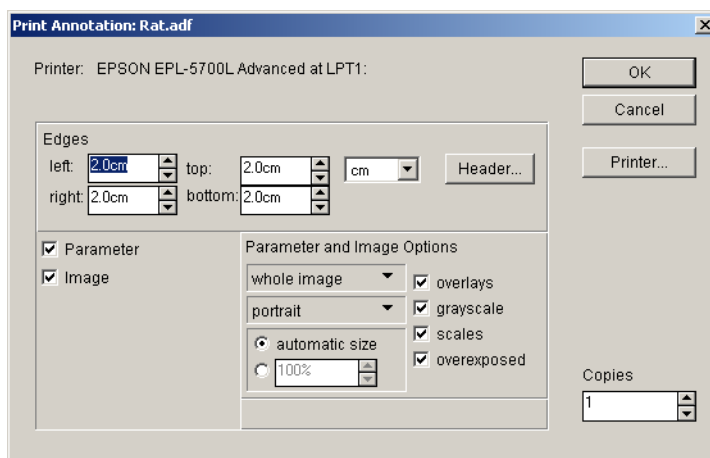 Print Annotation: Rat.adf
Printer: EPSON EPL-5700L Advanced at LPT1:
OK
Cancel
Printer...
Edges
left: 2.0cm top: 2.0cm cm Header...
right: 2.0cm bottom: 2.0cm
Parameter
Image
Parameter and Image Options
whole image
portrait
automatic size
100%
overlays
grayscale
scales
overexposed
Copies
1